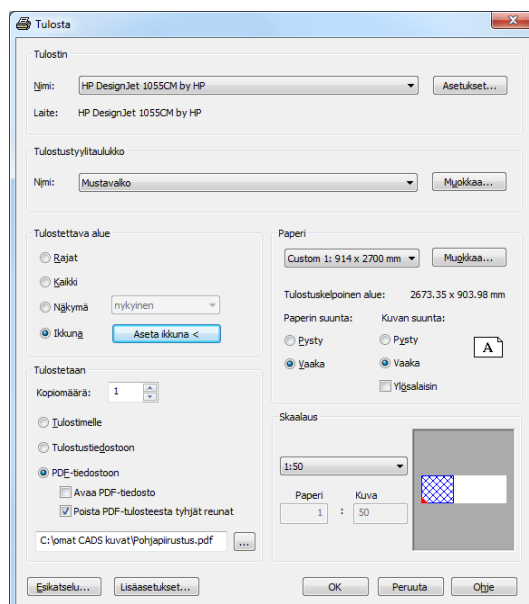 Tulosta
Tulostin
Nimi: HP DesignJet 1055CM by HP Asetukset...
Laite: HP DesignJet 1055CM by HP
Tulostustyylitaulukko
Nimi: Mustavalko Muokkaa...
Tulostettava alue
Rajat
Kaikki
Näkymä nykyinen
Ikkuna Aseta ikkuna <
Paperi
Custom 1: 914 x 2700 mm Muokkaa...
Tulostuskelpoinen alue: 2673.35 x 903.98 mm
Paperin suunta: Kuvan suunta:
Pysty Pysty
Vaaka Vaaka
A
Ylösalaisin
Tulostetaan
Kopiomäärä: 1
Tulostimelle
Tulostustiedostoon
PDF-tiedostoon
Avaa PDF-tiedosto
Poista PDF-tulosteesta tyhjät reunat
C:\omat CADS kuvat\Pohjapiirustus.pdf ...
Skaalaus
1:50
Paperi Kuva
1 : 50
Esikatselu... Lisäasetukset... OK Peruuta Ohje